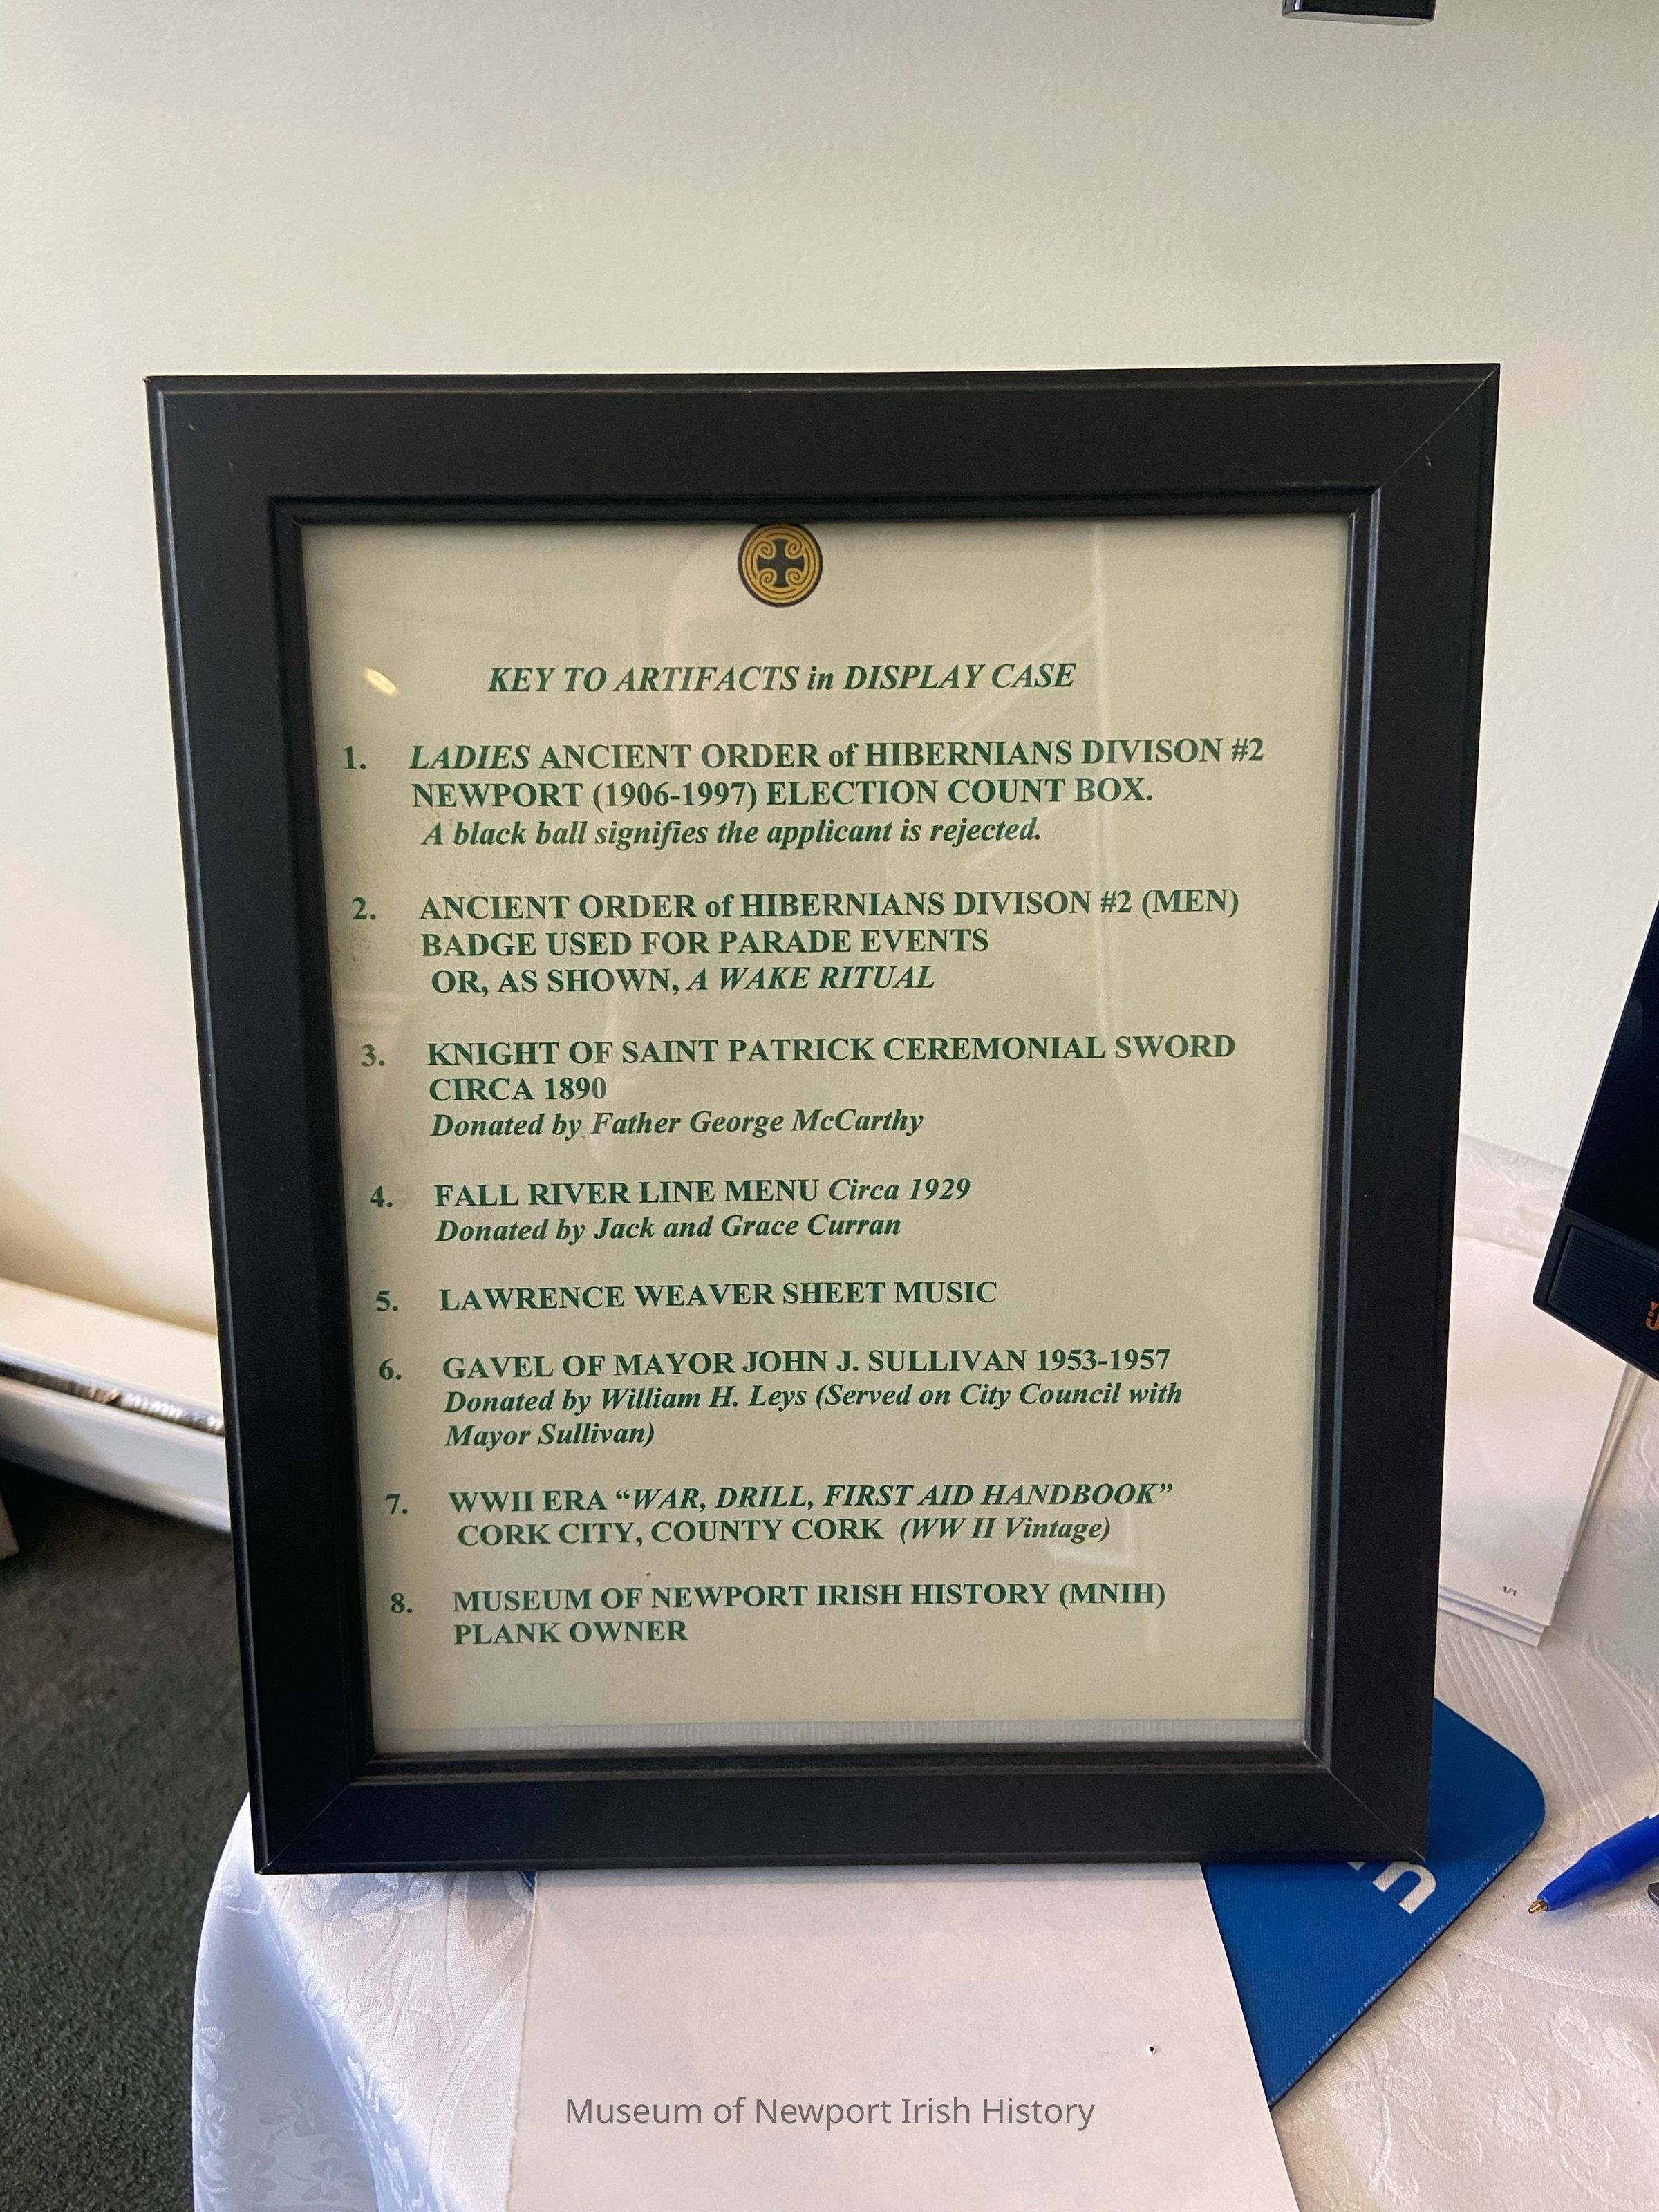 KEY TO ARTIFACTS in DISPLAY CASE
1. LADIES ANCIENT ORDER of HIBERNIANS DIVISON #2
NEWPORT (1906-1997) ELECTION COUNT BOX.
A black ball signifies the applicant is rejected.
2. ANCIENT ORDER of HIBERNIANS DIVISON #2 (MEN)
BADGE USED FOR PARADE EVENTS
OR, AS SHOWN, A WAKE RITUAL
3. KNIGHT OF SAINT PATRICK CEREMONIAL SWORD
CIRCA 1890
Donated by Father George McCarthy
4. FALL RIVER LINE MENU Circa 1929
Donated by Jack and Grace Curran
5. LAWRENCE WEAVER SHEET MUSIC
6. GAVEL OF MAYOR JOHN J. SULLIVAN 1953-1957
Donated by William H. Leys (Served on City Council with
Mayor Sullivan)
7. WWII ERA “WAR, DRILL, FIRST AID HANDBOOK”
CORK CITY, COUNTY CORK (WW II Vintage)
8. MUSEUM OF NEWPORT IRISH HISTORY (MNIH)
PLANK OWNER
1/1
Museum of Newport Irish History